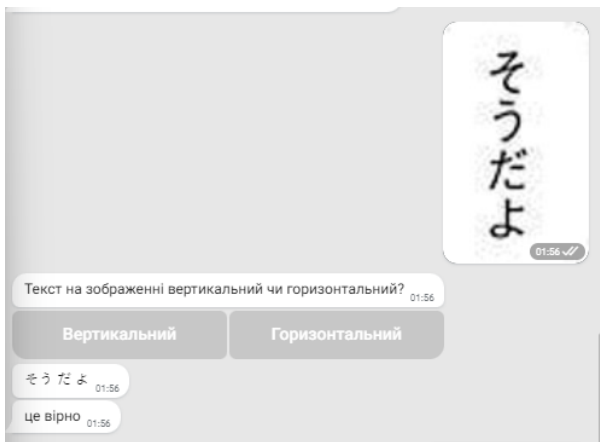 そうだよ
01:56
Текст на зображенні вертикальний чи горизонтальний? 01:56
Вертикальний Горизонтальний
そう だ よ 01:56
це вірно 01:56